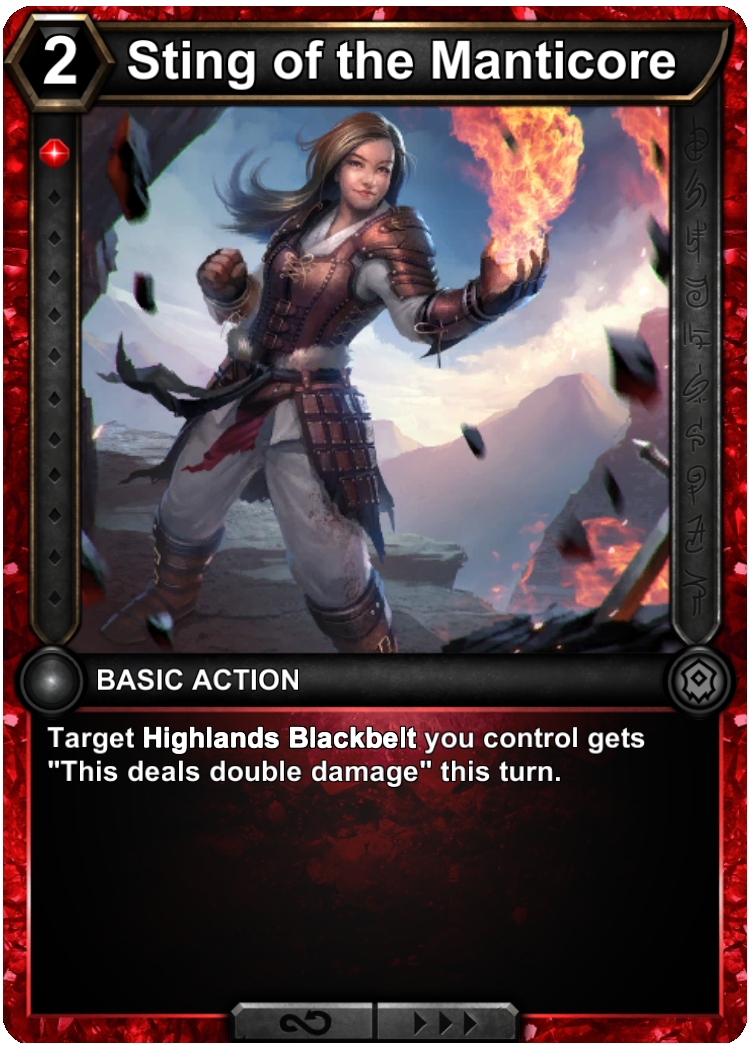 2
Sting of the Manticore
BASIC ACTION
Target Highlands Blackbelt you control gets
"This deals double damage" this turn.